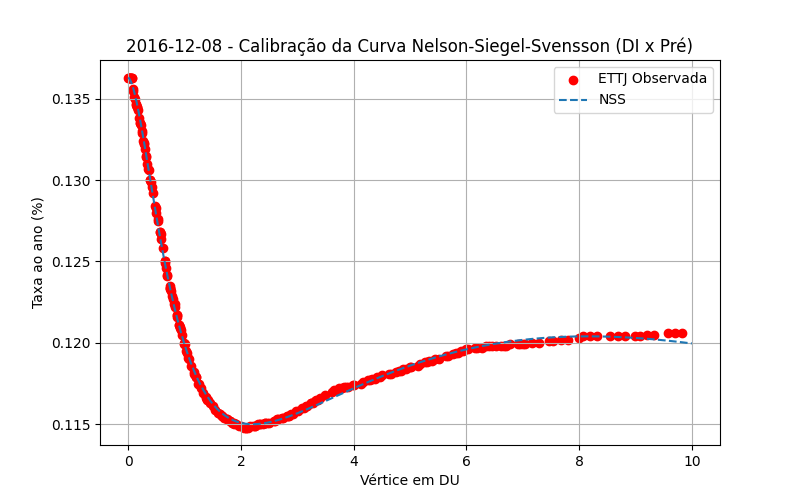 2016-12-08 - Calibração da Curva Nelson-Siegel-Svensson (DI x Pré)
ETTJ Observada
NSS
Taxa ao ano (%)
0.135
0.130
0.125
0.120
0.115
0 2 4 6 8 10
Vértice em DU